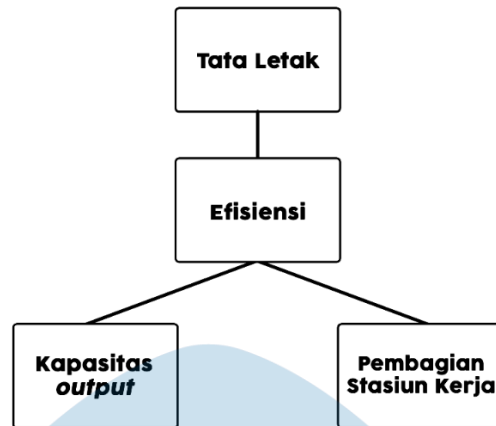 Tata Letak
Efisiensi
Kapasitas
output
Pembagian
Stasiun Kerja